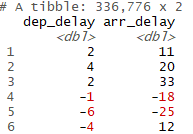 # A tibble: 336,776 x 2
dep_delay arr_delay
<dbl> <dbl>
1 2 11
2 4 20
3 2 33
4 -1 -18
5 -6 -25
6 -4 12